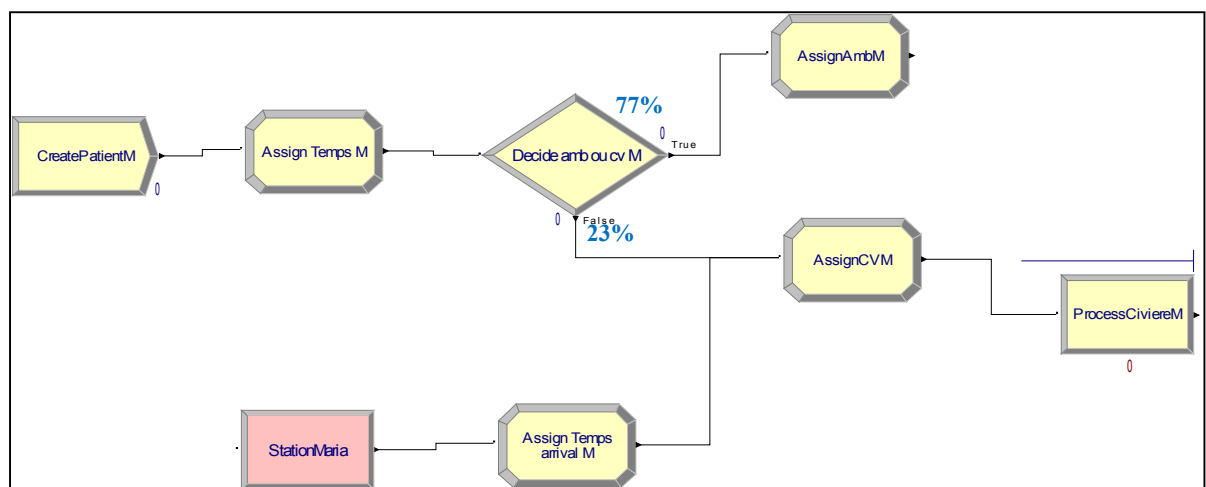 AssignAmbM
77%
0
True
CreatePatientM
0
Assign Temps M
Decide amb ou cv M
0
False
23%
AssignCVM
ProcessCiviereM
0
StationMaria
Assign Temps
arrival M